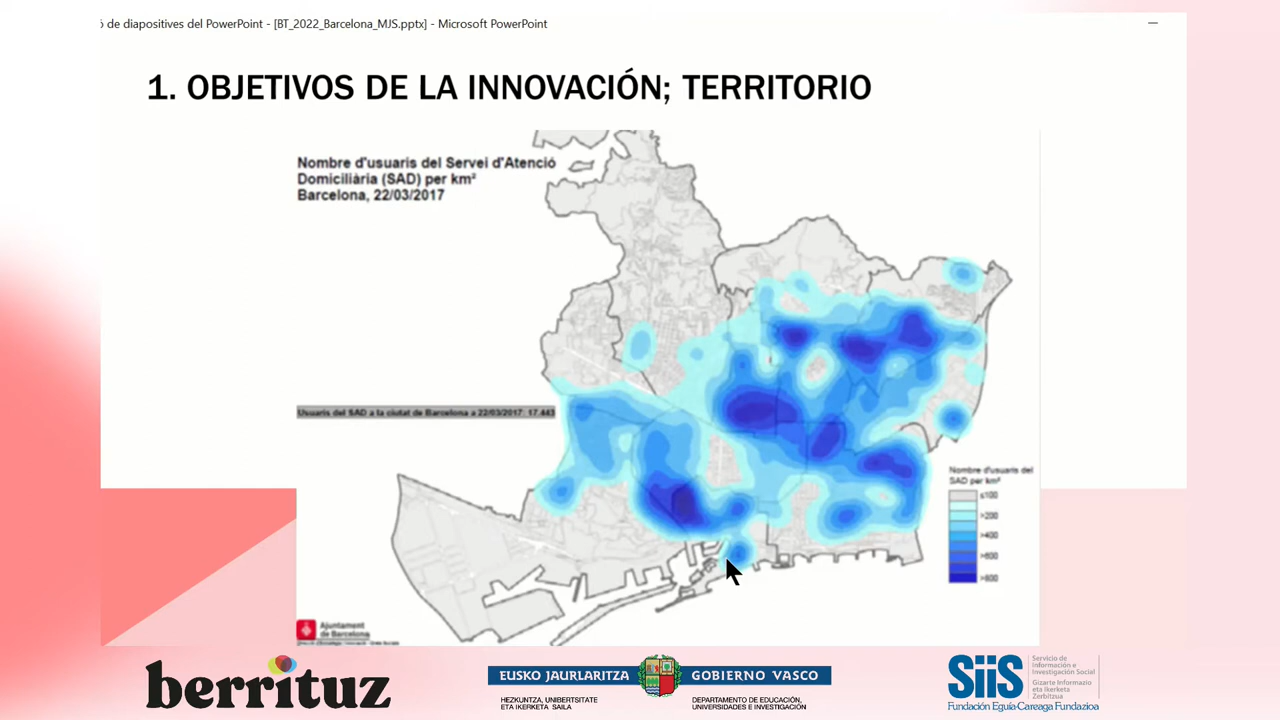 ó de diapositives del PowerPoint - [BT_2022_Barcelona_MJS.pptx] - Microsoft PowerPoint
1. OBJETIVOS DE LA INNOVACIÓN; TERRITORIO
Nombre d'usuaris del Servei d'Atenció
Domiciliària (SAD) per km²
Barcelona, 22/03/2017
Usuaris del SAD a la ciutat de Barcelona a 22/03/2017: 17.443
Nombre d'usuaris del
SAD per km²
≤100
>200
>400
>600
>800
Ajuntament
de Barcelona
berrituz
EUSKO JAURLARITZA
GOBIERNO VASCO
HEZKUNTZA, UNIBERTSITATE
ETA IKERKETA SAILA
DEPARTAMENTO DE EDUCACIÓN,
UNIVERSIDADES E INVESTIGACIÓN
SiiS
Servicio de
Información e
Investigación Social
Gizarte Informazio
eta Ikerketa
Zerbitzua
Fundación Eguía-Careaga Fundazioa